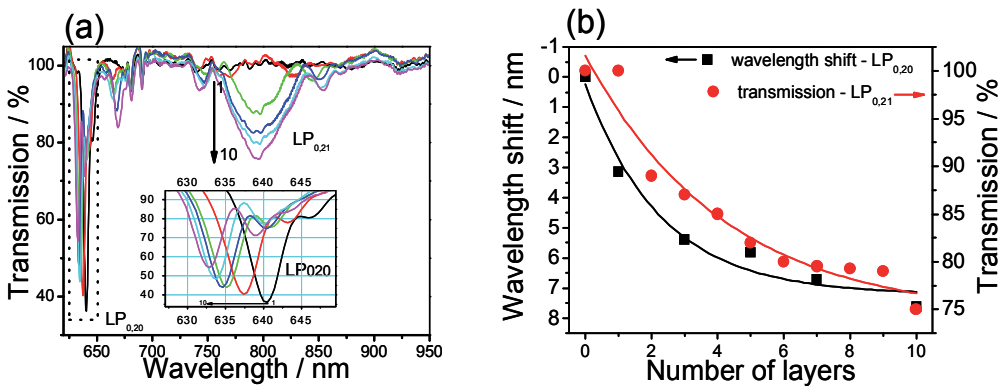 (a)
Transmission / %
100
80
60
40
650
700
750
800
850
900
950
Wavelength / nm
1
10
LP0,21
LP0,20
630 635 640 645
90
80
70
60
50
40
LP020
10 1
630 635 640 645
(b)
Wavelength shift / nm
-1
0
1
2
3
4
5
6
7
8
wavelength shift - LP0,20
transmission - LP0,21
100
95
90
85
80
75
Transmission / %
0 2 4 6 8 10
Number of layers